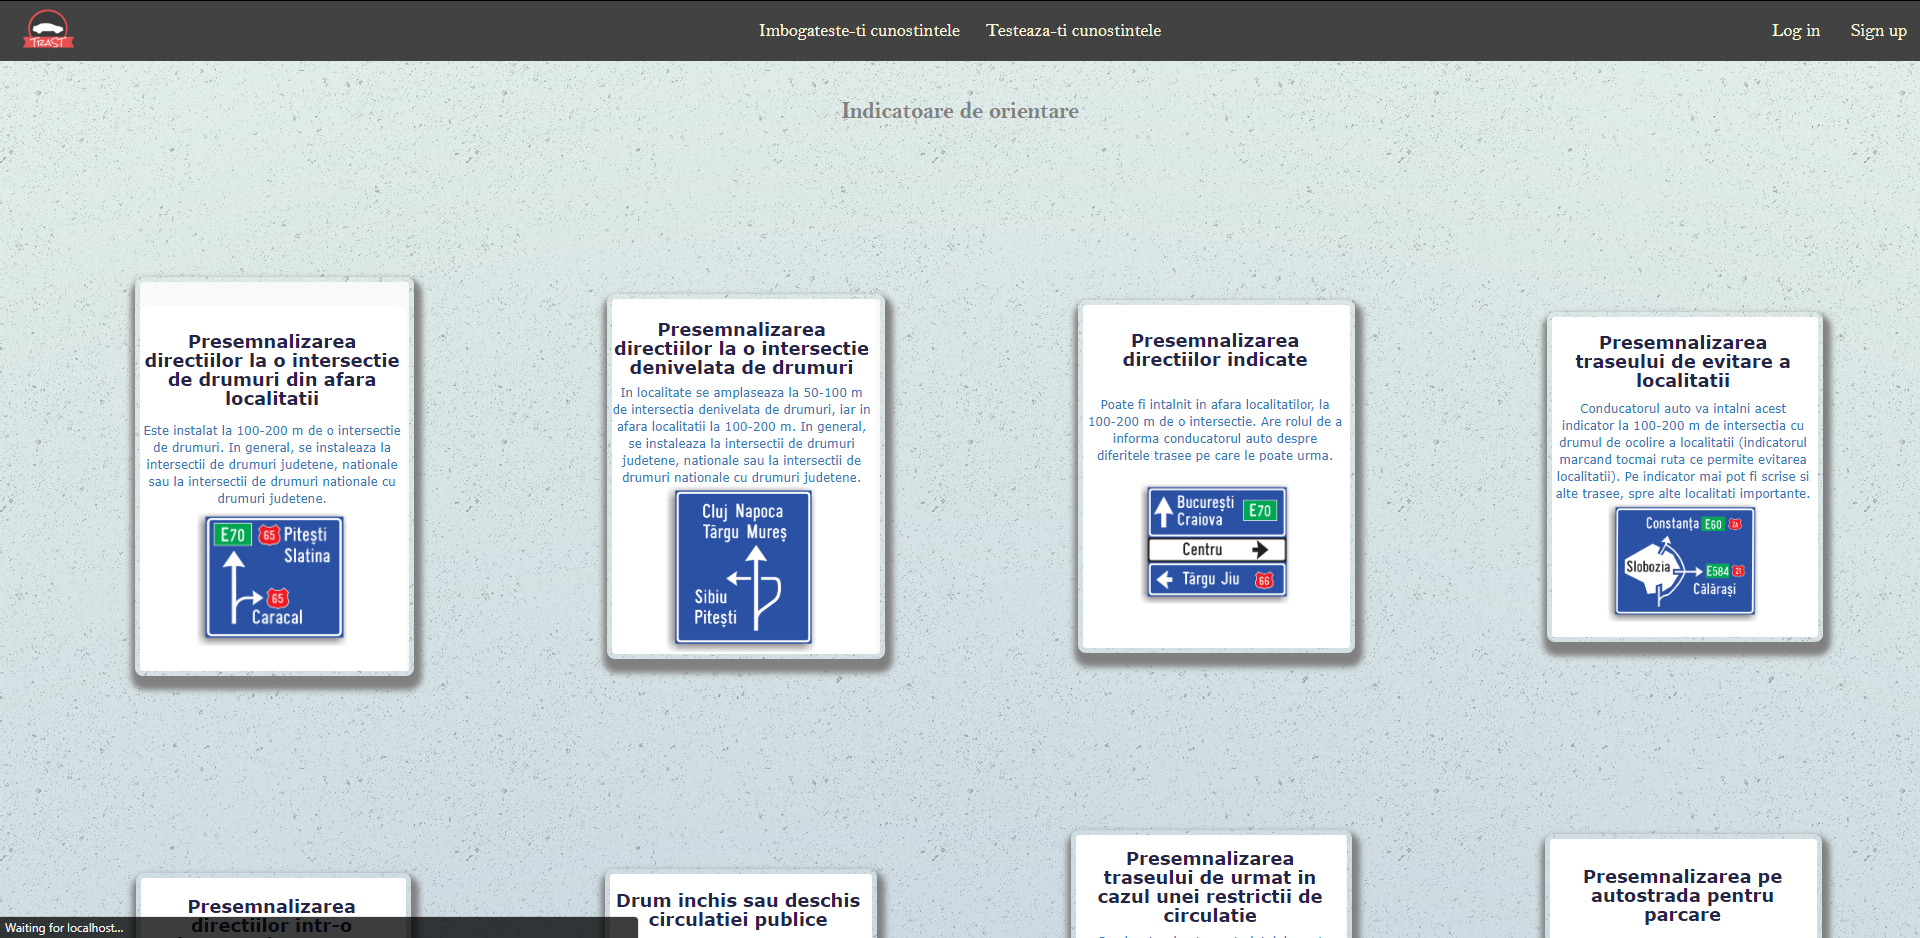 TRAST
Imbogateste-ti cunostintele
Testeaza-ti cunostintele
Log in
Sign up
Indicatoare de orientare
Presemnalizarea
directiilor la o intersectie
de drumuri din afara
localitatii
Este instalat la 100-200 m de o intersectie
de drumuri. In general, se instaleaza la
intersectii de drumuri judetene, nationale
sau la intersectii de drumuri nationale cu
drumuri judetene.
E70 65 Pitești
Slatina
65
Caracal
Presemnalizarea
directiilor la o intersectie
denivelata de drumuri
In localitate se amplaseaza la 50-100 m
de intersectia denivelata de drumuri, iar in
afara localitatii la 100-200 m. In general,
se instaleaza la intersectii de drumuri
judetene, nationale sau la intersectii de
drumuri nationale cu drumuri judetene.
Cluj Napoca
Târgu Mureș
Sibiu
Pitești
Presemnalizarea
directiilor indicate
Poate fi intalnit in afara localitatilor, la
100-200 m de o intersectie. Are rolul de a
informa conducatorul auto despre
diferitele trasee pe care le poate urma.
București
Craiova
E70
Centru
Târgu Jiu 66
Presemnalizarea
traseului de evitare a
localitatii
Conducatorul auto va intalni acest
indicator la 100-200 m de intersectia cu
drumul de ocolire a localitatii (indicatorul
marcand tocmai ruta ce permite evitarea
localitatii). Pe indicator mai pot fi scrise si
alte trasee, spre alte localitati importante.
Constanța E60 2A
Slobozia
E584 21
Călărași
Presemnalizarea
directiilor intr-o
Drum inchis sau deschis
circulatiei publice
Presemnalizarea
traseului de urmat in
cazul unei restrictii de
circulatie
Presemnalizarea pe
autostrada pentru
parcare
Waiting for localhost...